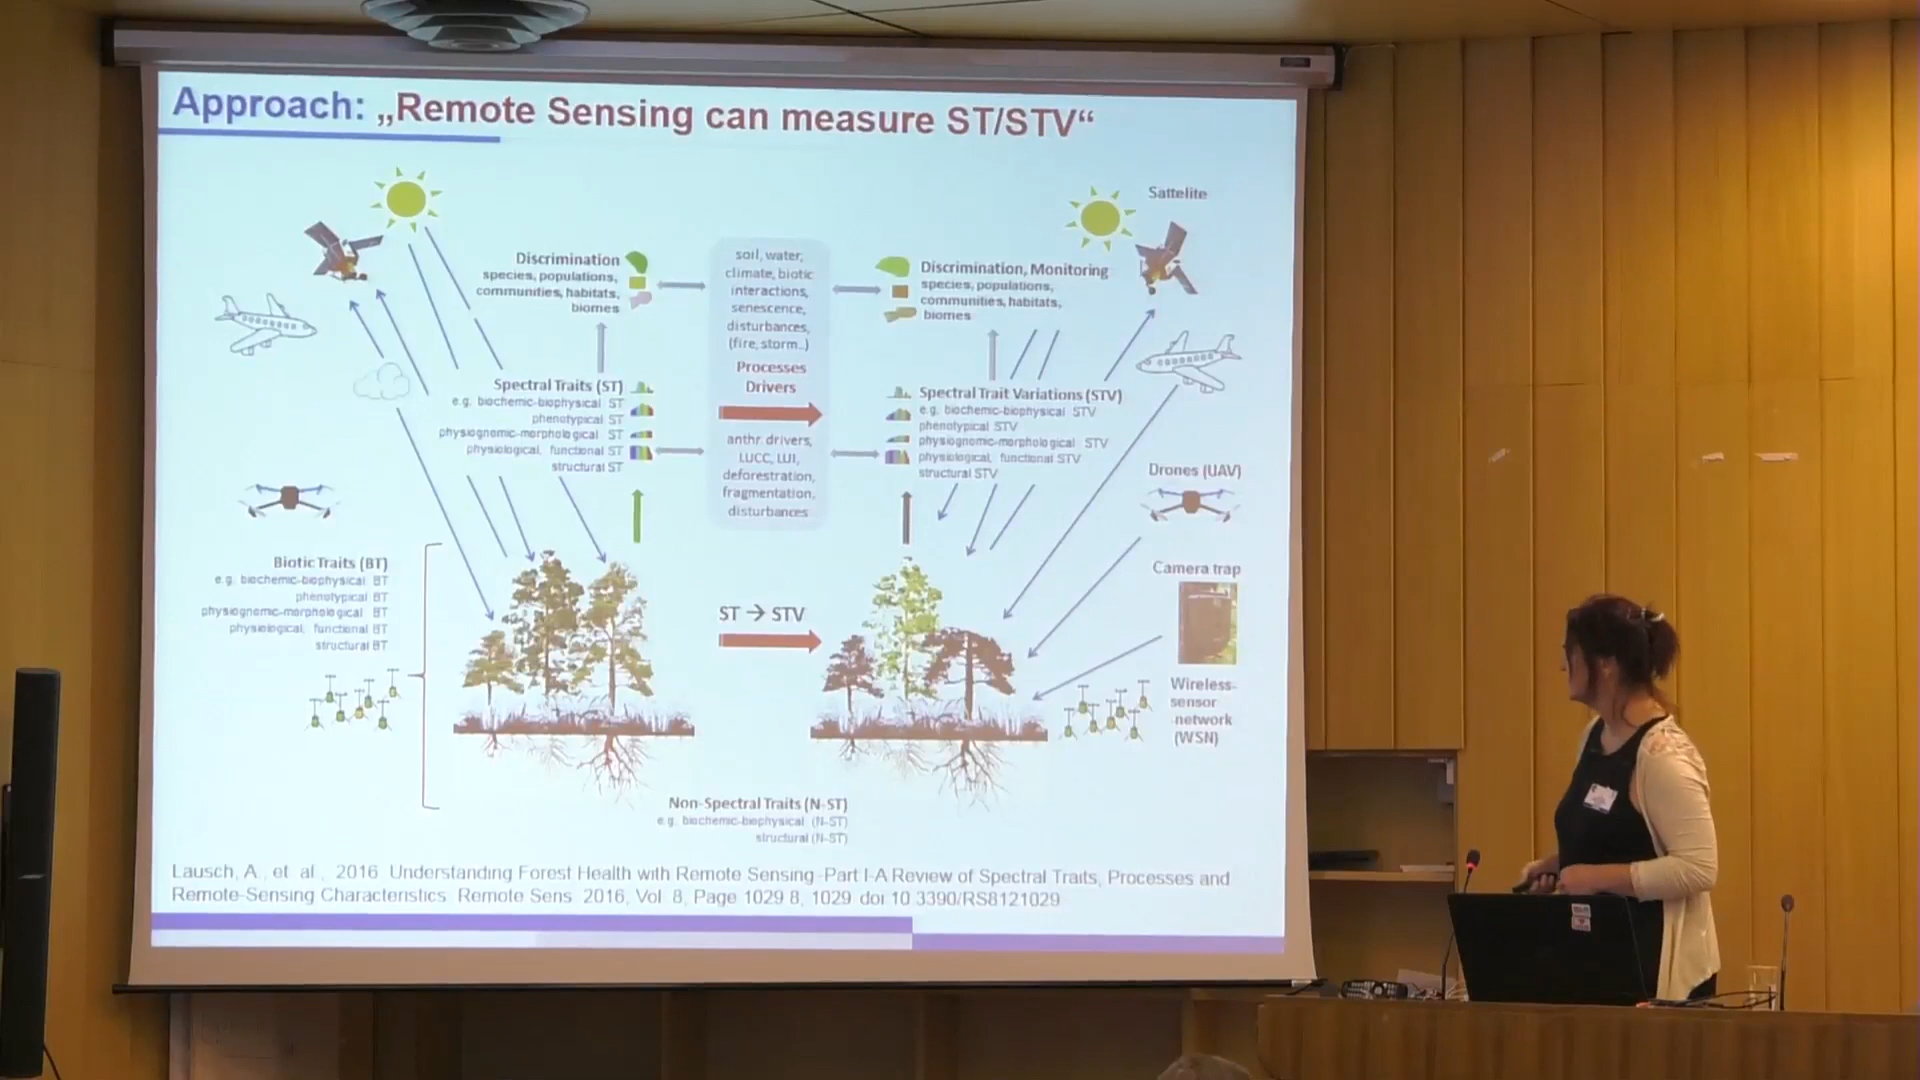 Approach: „Remote Sensing can measure ST/STV“
Sattelite
Discrimination
species, populations,
communities, habitats,
biomes
soil, water,
climate, biotic
interactions,
senescence,
disturbances,
(fire, storm..)
Processes
Drivers
anthr. drivers,
LUCC, LUI,
deforestration,
fragmentation,
disturbances
Discrimination, Monitoring
species, populations,
communities, habitats,
biomes
Spectral Traits (ST)
e.g. biochemic-biophysical ST
phenotypical ST
physiognomic-morphological ST
physiological, functional ST
structural ST
Spectral Trait Variations (STV)
e.g. biochemic-biophysical STV
phenotypical STV
physiognomic-morphological STV
physiological, functional STV
structural STV
Drones (UAV)
Biotic Traits (BT)
e.g. biochemic-biophysical BT
phenotypical BT
physiognomic-morphological BT
physiological, functional BT
structural BT
ST → STV
Camera trap
Wireless-
sensor
-network
(WSN)
Non-Spectral Traits (N-ST)
e.g. biochemic-biophysical (N-ST)
structural (N-ST)
Lausch, A., et al., 2016 Understanding Forest Health with Remote Sensing-Part I-A Review of Spectral Traits, Processes and
Remote-Sensing Characteristics. Remote Sens. 2016, Vol. 8, Page 1029 8, 1029 doi 10.3390/RS8121029